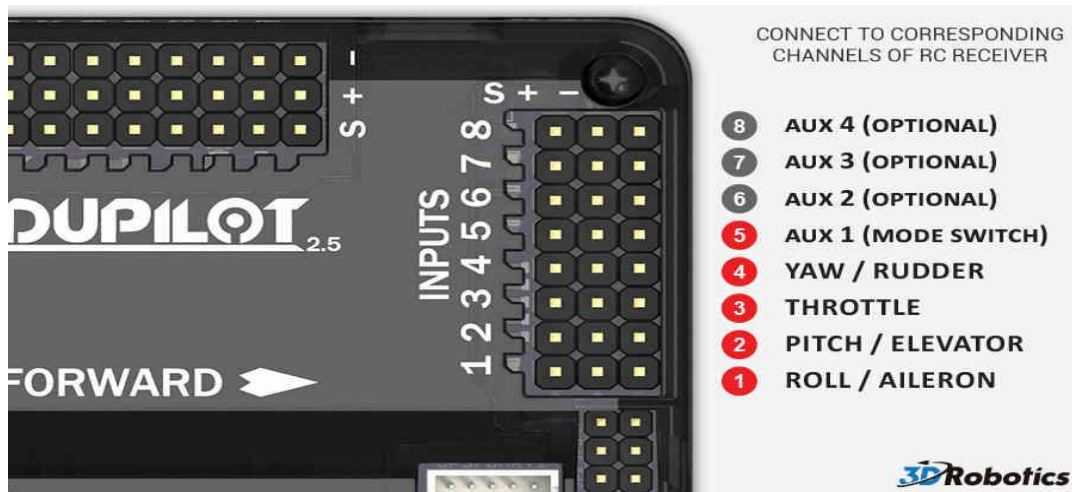 CONNECT TO CORRESPONDING
CHANNELS OF RC RECEIVER
- + S
S + -
8 7 6 5 4 3 2 1
INPUTS
DUPILOT 2.5
FORWARD
8 AUX 4 (OPTIONAL)
7 AUX 3 (OPTIONAL)
6 AUX 2 (OPTIONAL)
5 AUX 1 (MODE SWITCH)
4 YAW / RUDDER
3 THROTTLE
2 PITCH / ELEVATOR
1 ROLL / AILERON
3DRobotics